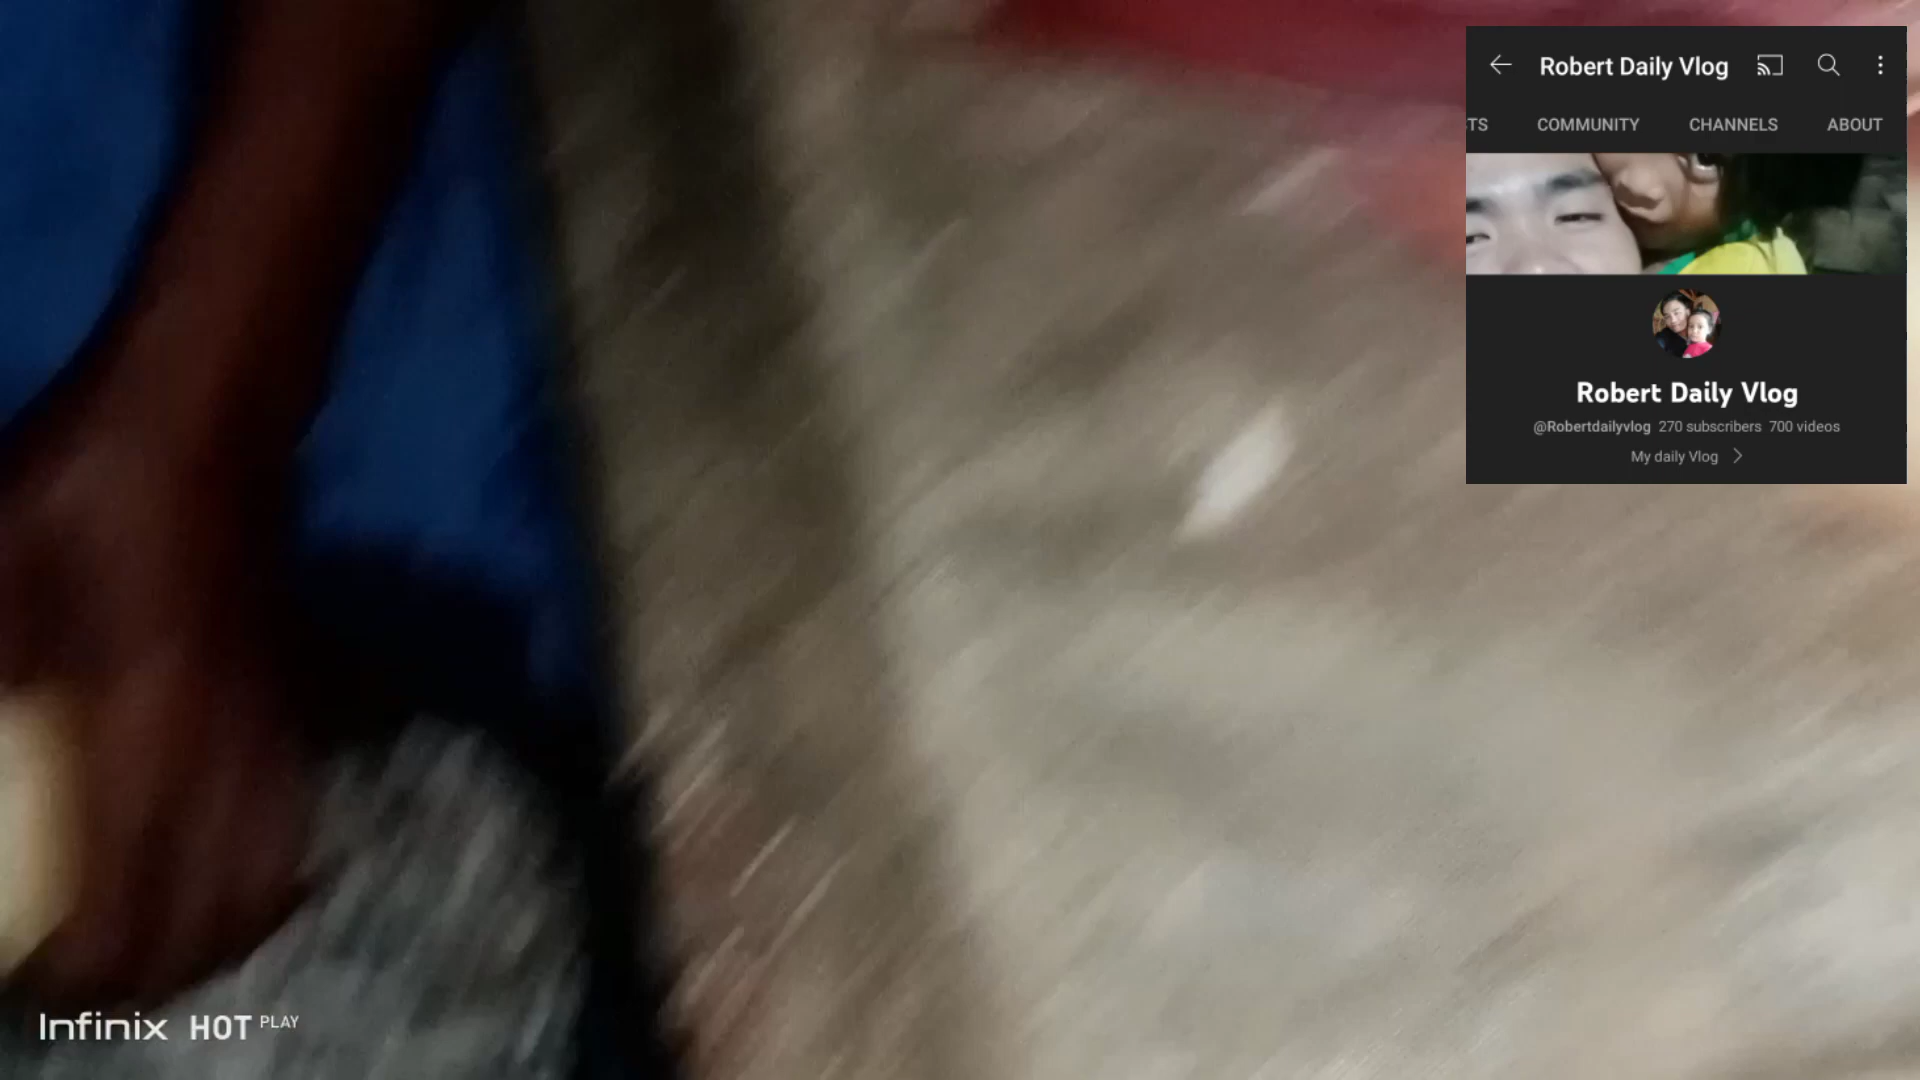 Robert Daily Vlog
TS COMMUNITY CHANNELS ABOUT
Robert Daily Vlog
@Robertdailyvlog 270 subscribers 700 videos
My daily Vlog
Infinix HOT PLAY